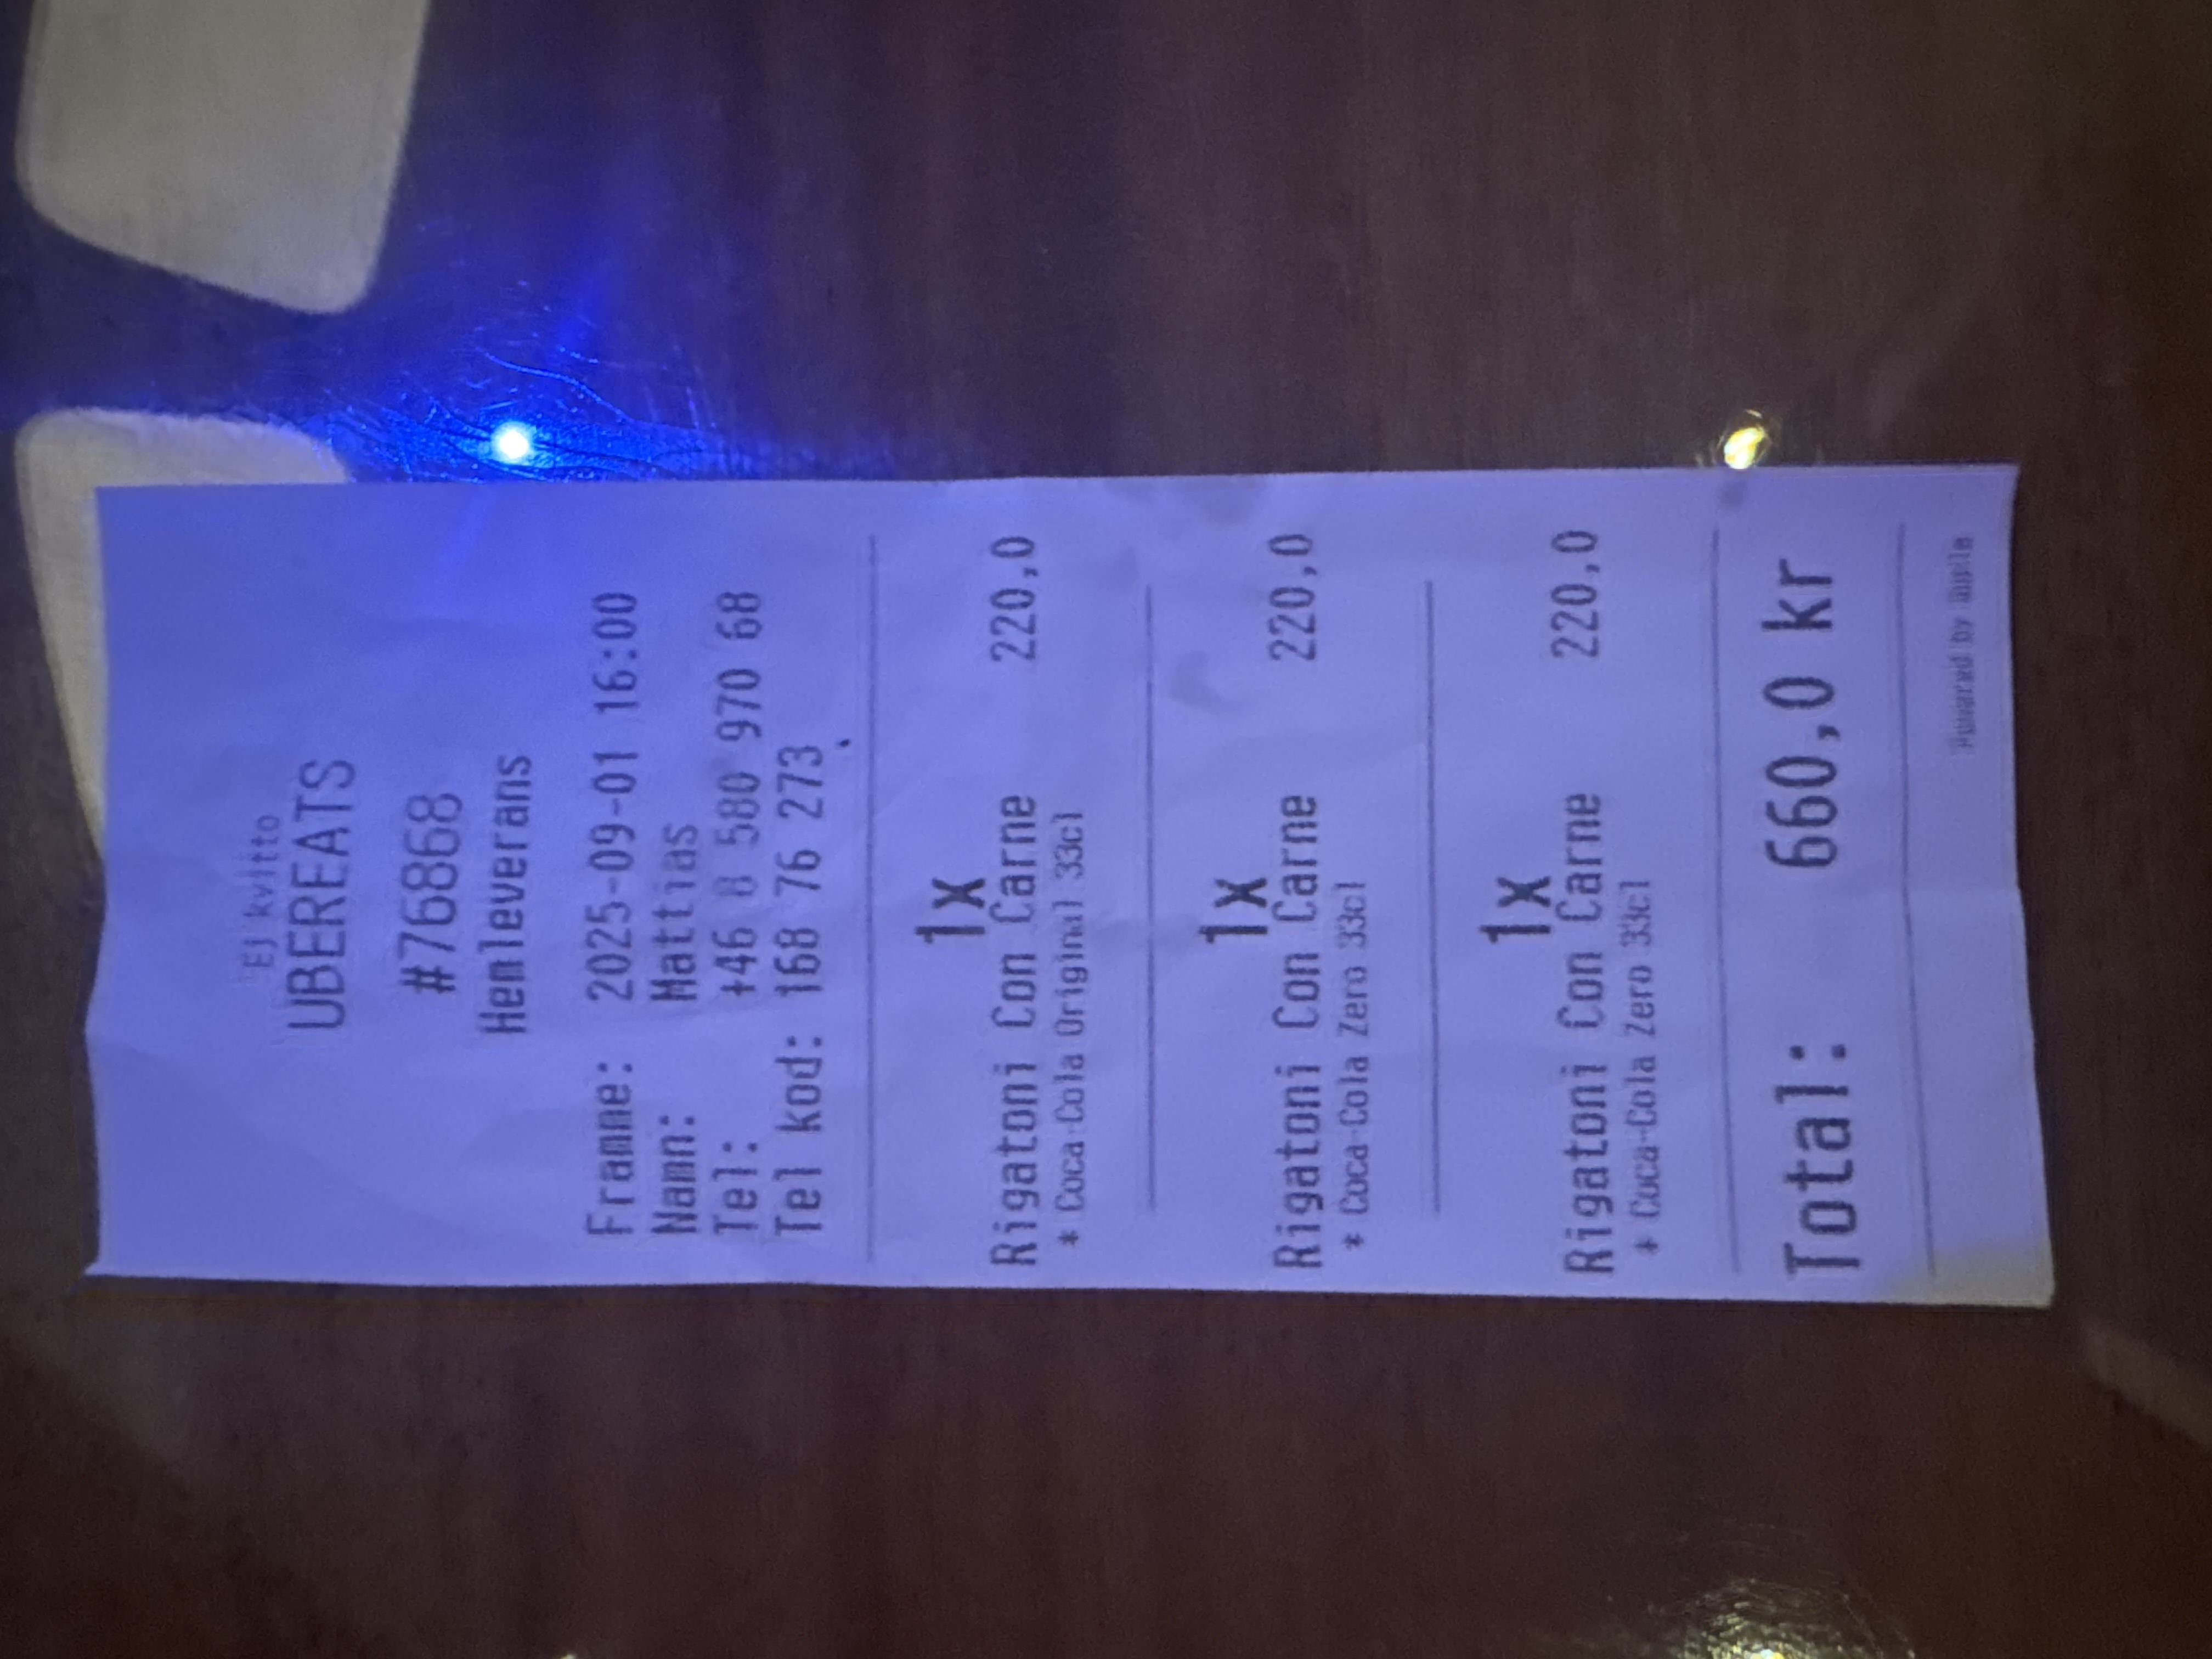 Ej kvitto
UBEREATS
#76868
Hemleverans
Framme: 2025-09-01 16:00
Namn: Mattias
Tel: +46 8 580 970 68
Tel kod: 168 76 273
1x
Rigatoni Con Carne 220,0
* Coca-Cola Original 33cl
1x
Rigatoni Con Carne 220,0
* Coca-Cola Zero 33cl
1x
Rigatoni Con Carne 220,0
* Coca-Cola Zero 33cl
Total: 660,0 kr
Powered by